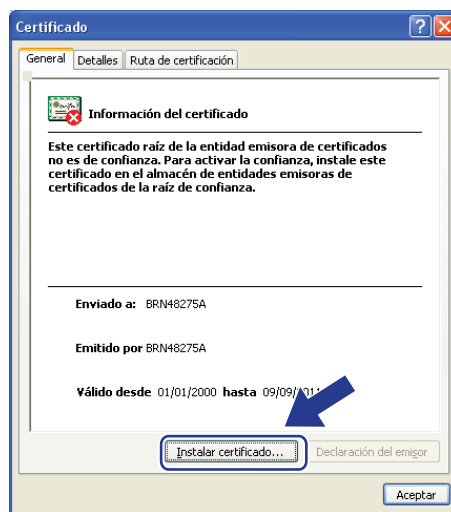 Certificado
General Detalles Ruta de certificación
Información del certificado
Este certificado raíz de la entidad emisora de certificados
no es de confianza. Para activar la confianza, instale este
certificado en el almacén de entidades emisoras de
certificados de la raíz de confianza.
Enviado a: BRN48275A
Emitido por BRN48275A
Válido desde 01/01/2000 hasta
Instalar certificado... Declaración del emisor
Aceptar